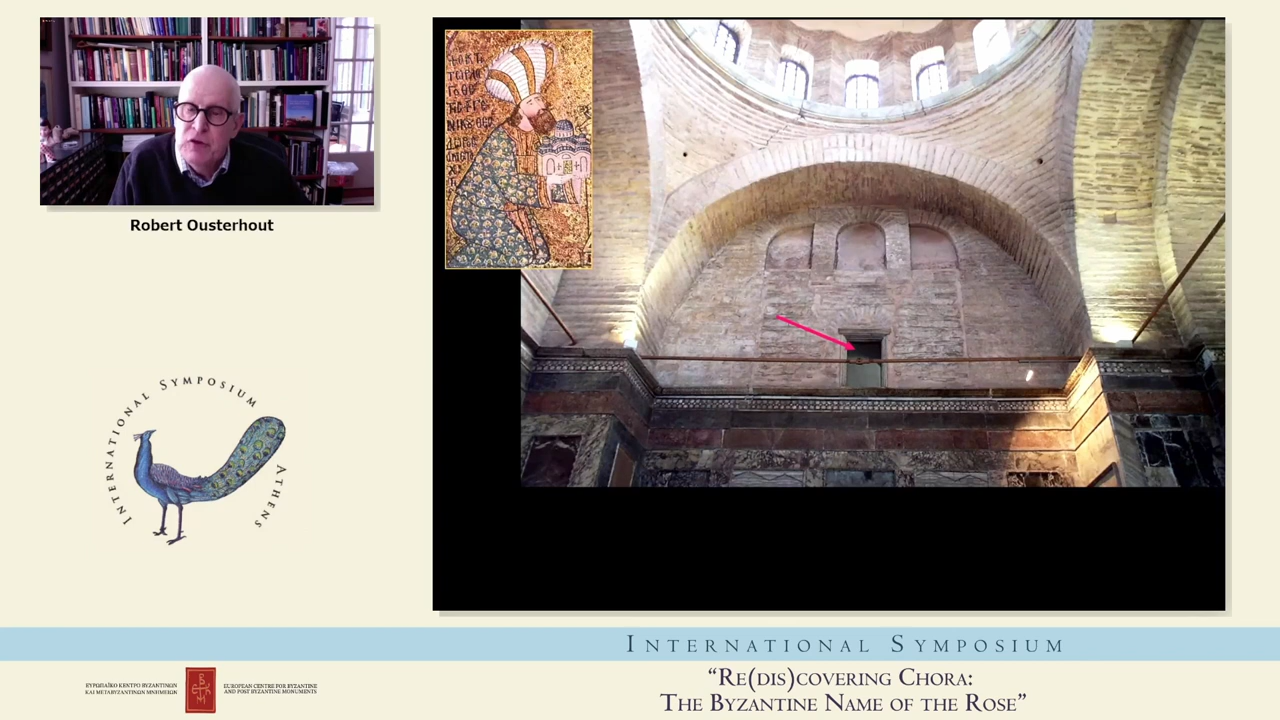 Robert Ousterhout
INTERNATIONAL SYMPOSIUM
ATHENS
INTERNATIONAL SYMPOSIUM
ΕΥΡΩΠΑΪΚΟ ΚΕΝΤΡΟ ΒΥΖΑΝΤΙΝΩΝ
ΚΑΙ ΜΕΤΑΒΥΖΑΝΤΙΝΩΝ ΜΝΗΜΕΙΩΝ
EUROPEAN CENTRE FOR BYZANTINE
AND POST BYZANTINE MONUMENTS
“RE(DIS)COVERING CHORA:
THE BYZANTINE NAME OF THE ROSE”